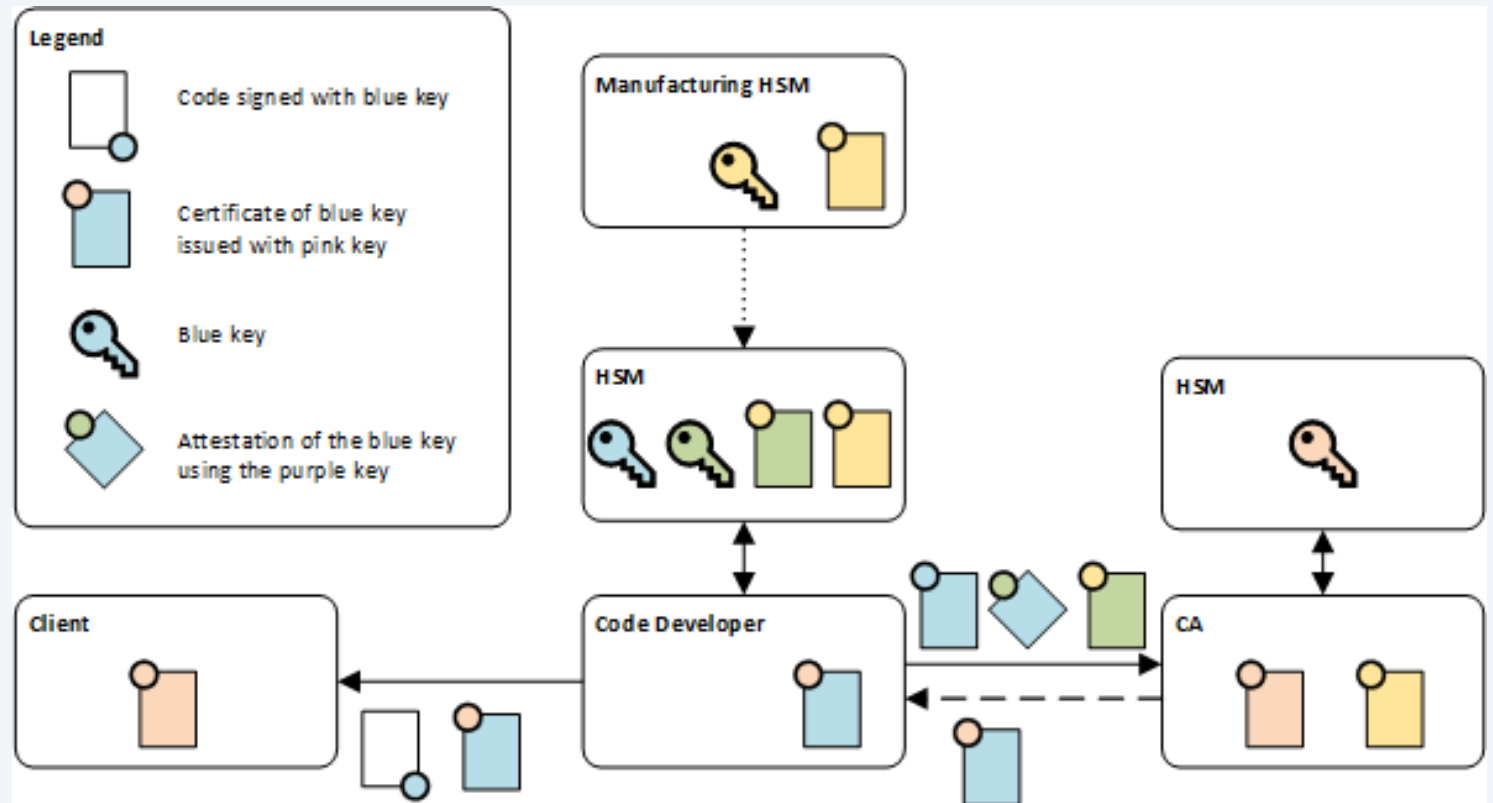 Legend
Code signed with blue key
Certificate of blue key
issued with pink key
Blue key
Attestation of the blue key
using the purple key
Manufacturing HSM
HSM
HSM
Client
Code Developer
CA